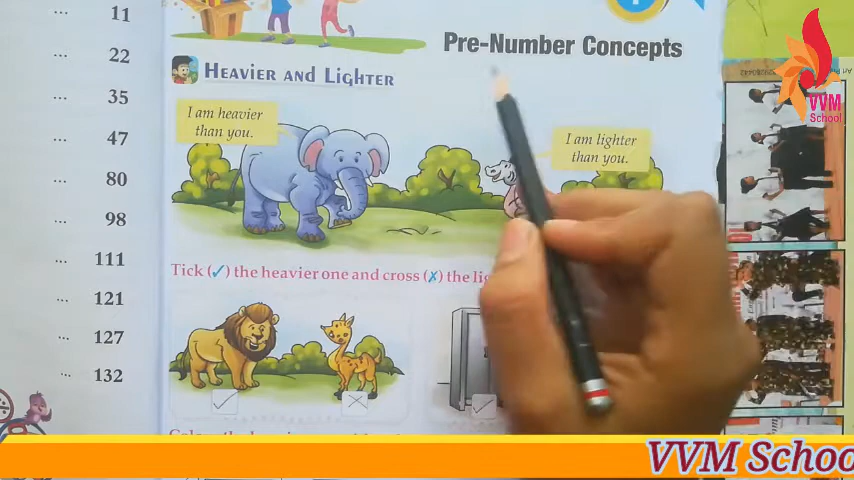 ... 11
... 22
... 35
... 47
... 80
... 98
... 111
... 121
... 127
... 132
Pre-Number Concepts
HEAVIER AND LIGHTER
I am heavier
than you.
I am lighter
than you.
Tick (✓) the heavier one and cross (✗) the
VVM
School
VVM Schoo